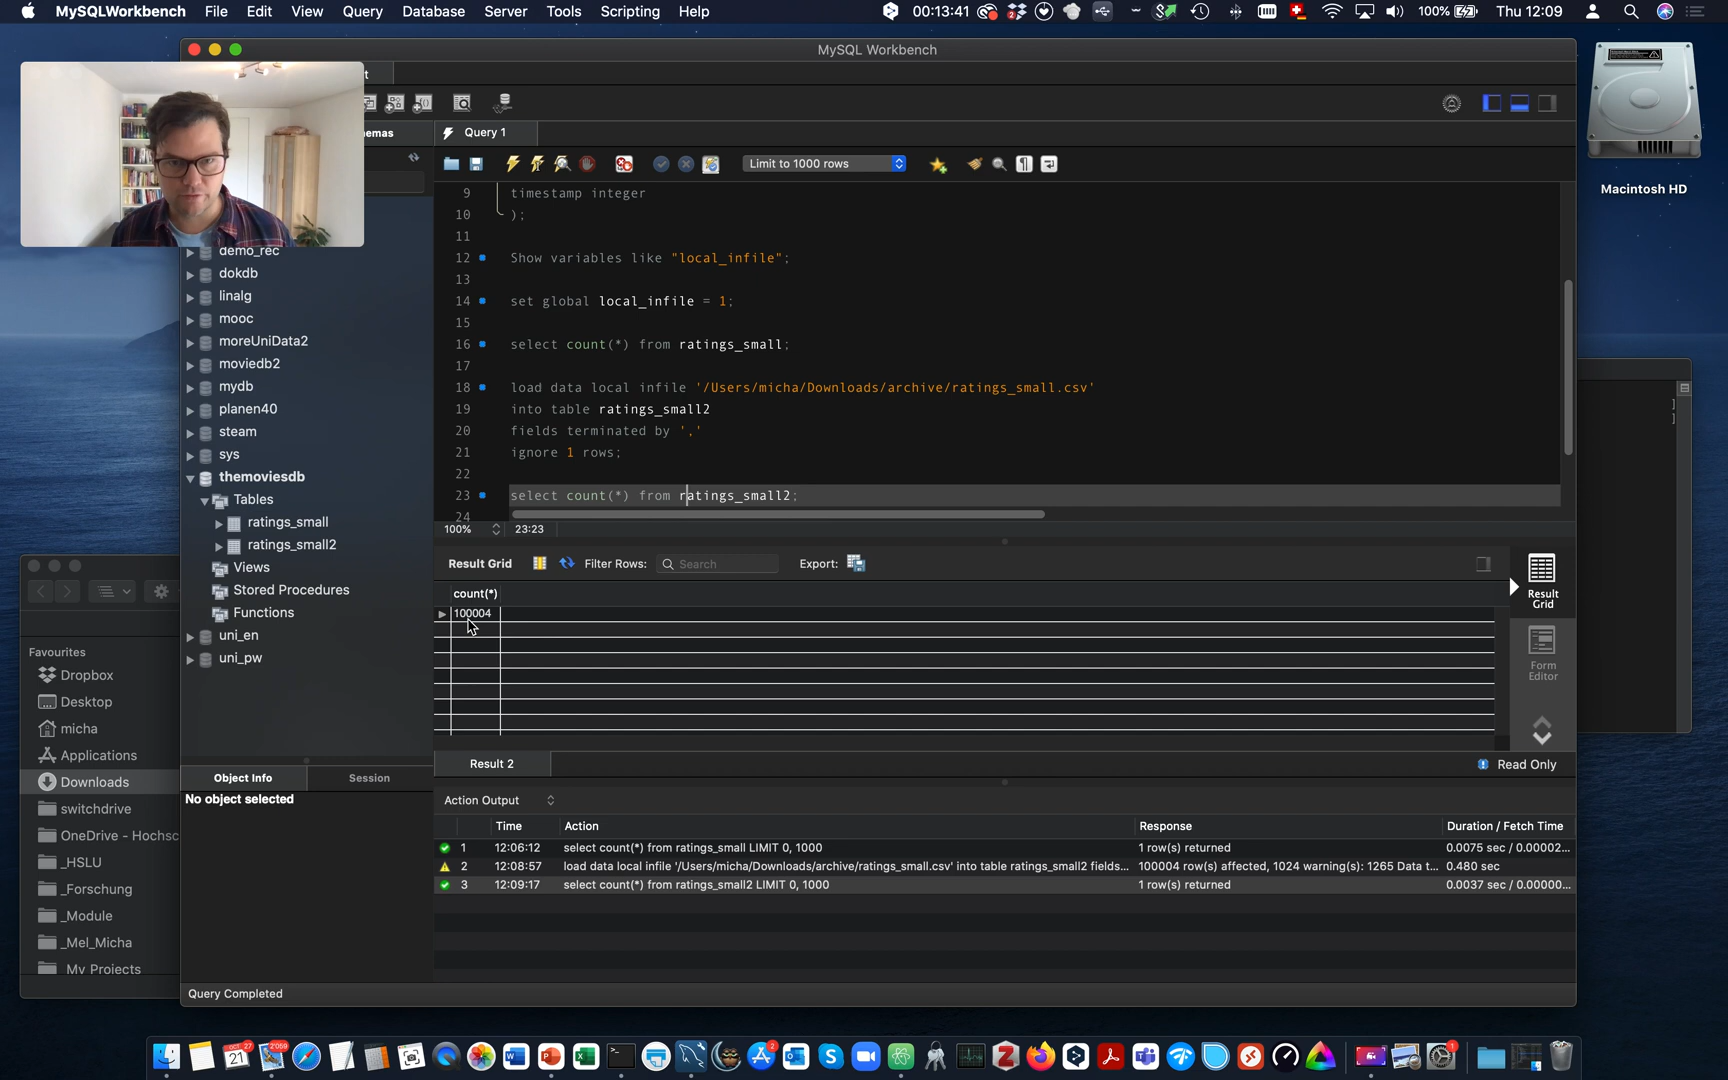 MySQLWorkbench File Edit View Query Database Server Tools Scripting Help 00:13:41 100% Thu 12:09
MySQL Workbench
Macintosh HD
t
emas
Query 1
Limit to 1000 rows
9 timestamp integer
10 );
11
12 Show variables like "local_infile";
13
14 set global local_infile = 1;
15
16 select count(*) from ratings_small;
17
18 load data local infile '/Users/micha/Downloads/archive/ratings_small.csv'
19 into table ratings_small2
20 fields terminated by ','
21 ignore 1 rows;
22
23 select count(*) from ratings_small2;
24
100% 23:23
demo_rec
dokdb
linalg
mooc
moreUniData2
moviedb2
mydb
planen40
steam
sys
themoviesdb
Tables
ratings_small
ratings_small2
Views
Stored Procedures
Functions
uni_en
uni_pw
Result Grid Filter Rows: Search Export:
count(*)
100004
Result
Grid
Form
Editor
Result 2 Read Only
Object Info Session
No object selected
Action Output
Time Action Response Duration / Fetch Time
1 12:06:12 select count(*) from ratings_small LIMIT 0, 1000 1 row(s) returned 0.0075 sec / 0.00002...
2 12:08:57 load data local infile '/Users/micha/Downloads/archive/ratings_small.csv' into table ratings_small2 fields... 100004 row(s) affected, 1024 warning(s): 1265 Data t... 0.480 sec
3 12:09:17 select count(*) from ratings_small2 LIMIT 0, 1000 1 row(s) returned 0.0037 sec / 0.00000...
Query Completed
Favourites
Dropbox
Desktop
micha
Applications
Downloads
switchdrive
OneDrive - Hochsc
_HSLU
_Forschung
_Module
_Mel_Micha
My Projects